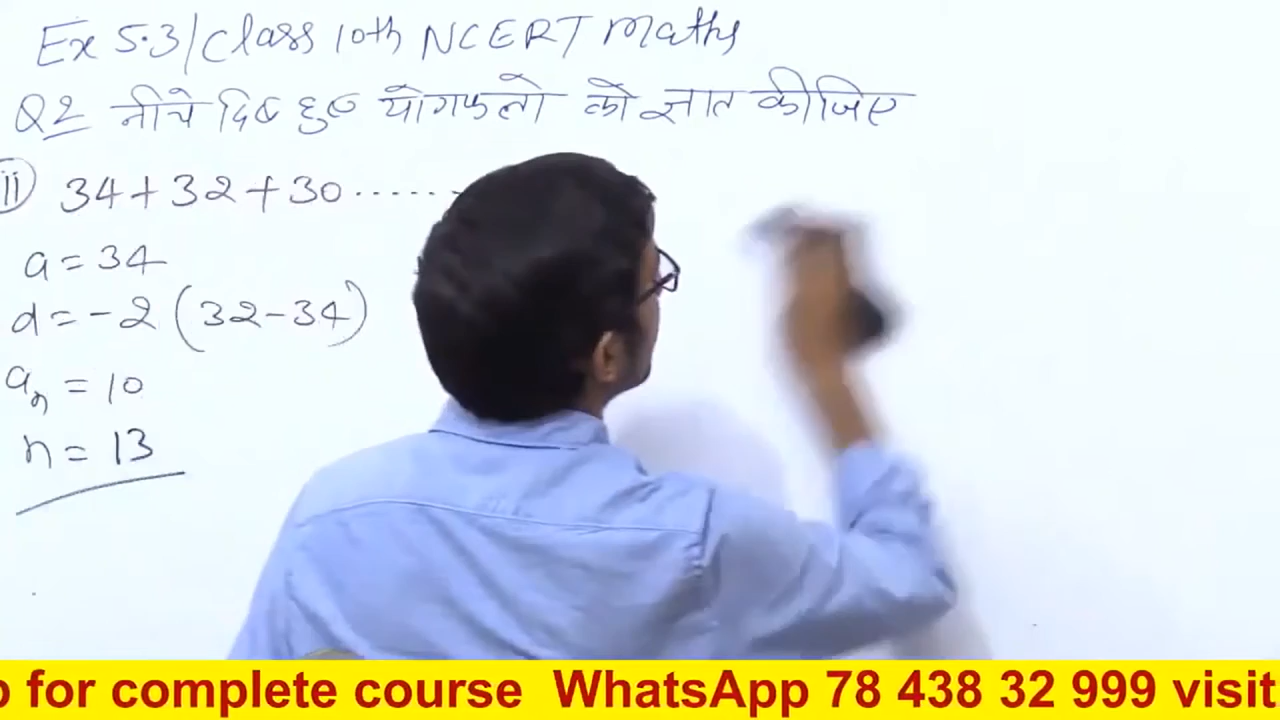 Ex 5.3/Class 10th NCERT Maths
Q2 नीचे दिए हुए योगफलो को ज्ञात कीजिए
ii 34+32+30 ......
a = 34
d = -2 (32-34)
an = 10
n = 13
for complete course WhatsApp 78 438 32 999 visit